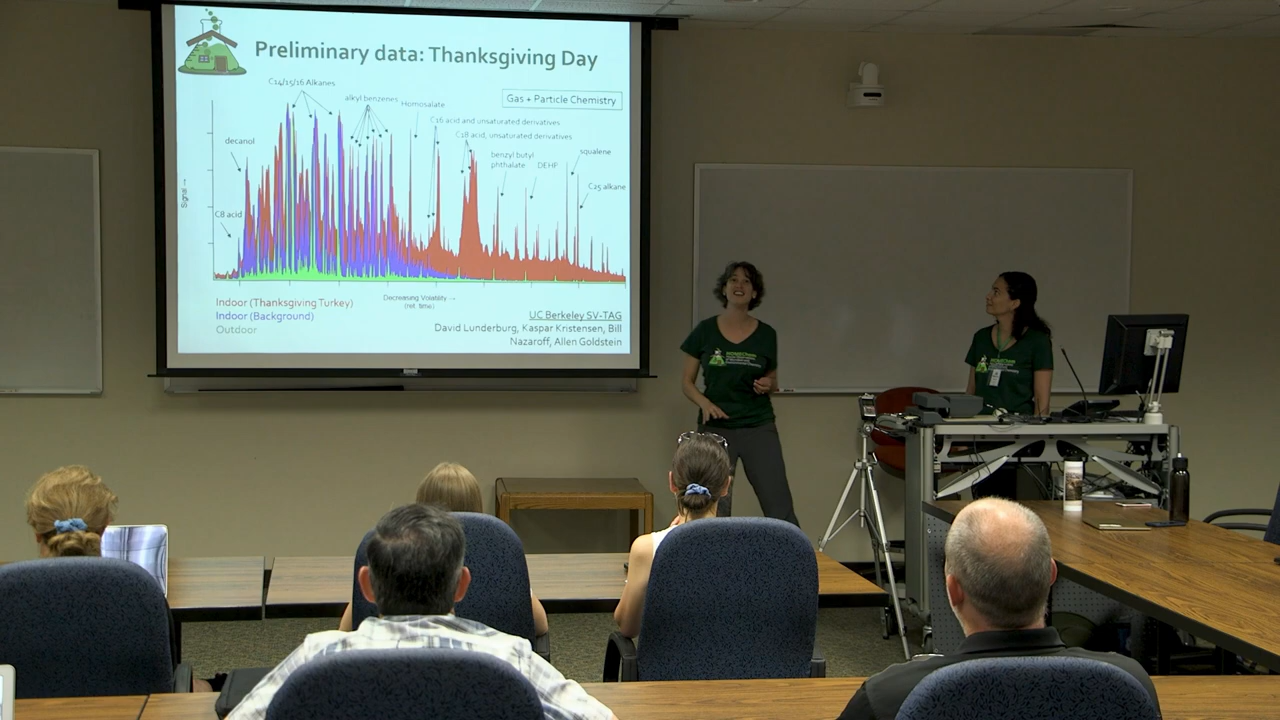 Preliminary data: Thanksgiving Day
C14/15/16 Alkanes
alkyl benzenes
Homosalate
Gas + Particle Chemistry
C16 acid and unsaturated derivatives
C18 acid, unsaturated derivatives
decanol
benzyl butyl
phthalate
DEHP
squalene
C25 alkane
C8 acid
Signal →
Decreasing Volatility -→
(ret. time)
Indoor (Thanksgiving Turkey)
Indoor (Background)
Outdoor
UC Berkeley SV-TAG
David Lunderburg, Kaspar Kristensen, Bill
Nazaroff, Allen Goldstein
HOMEChem
HOMEChem